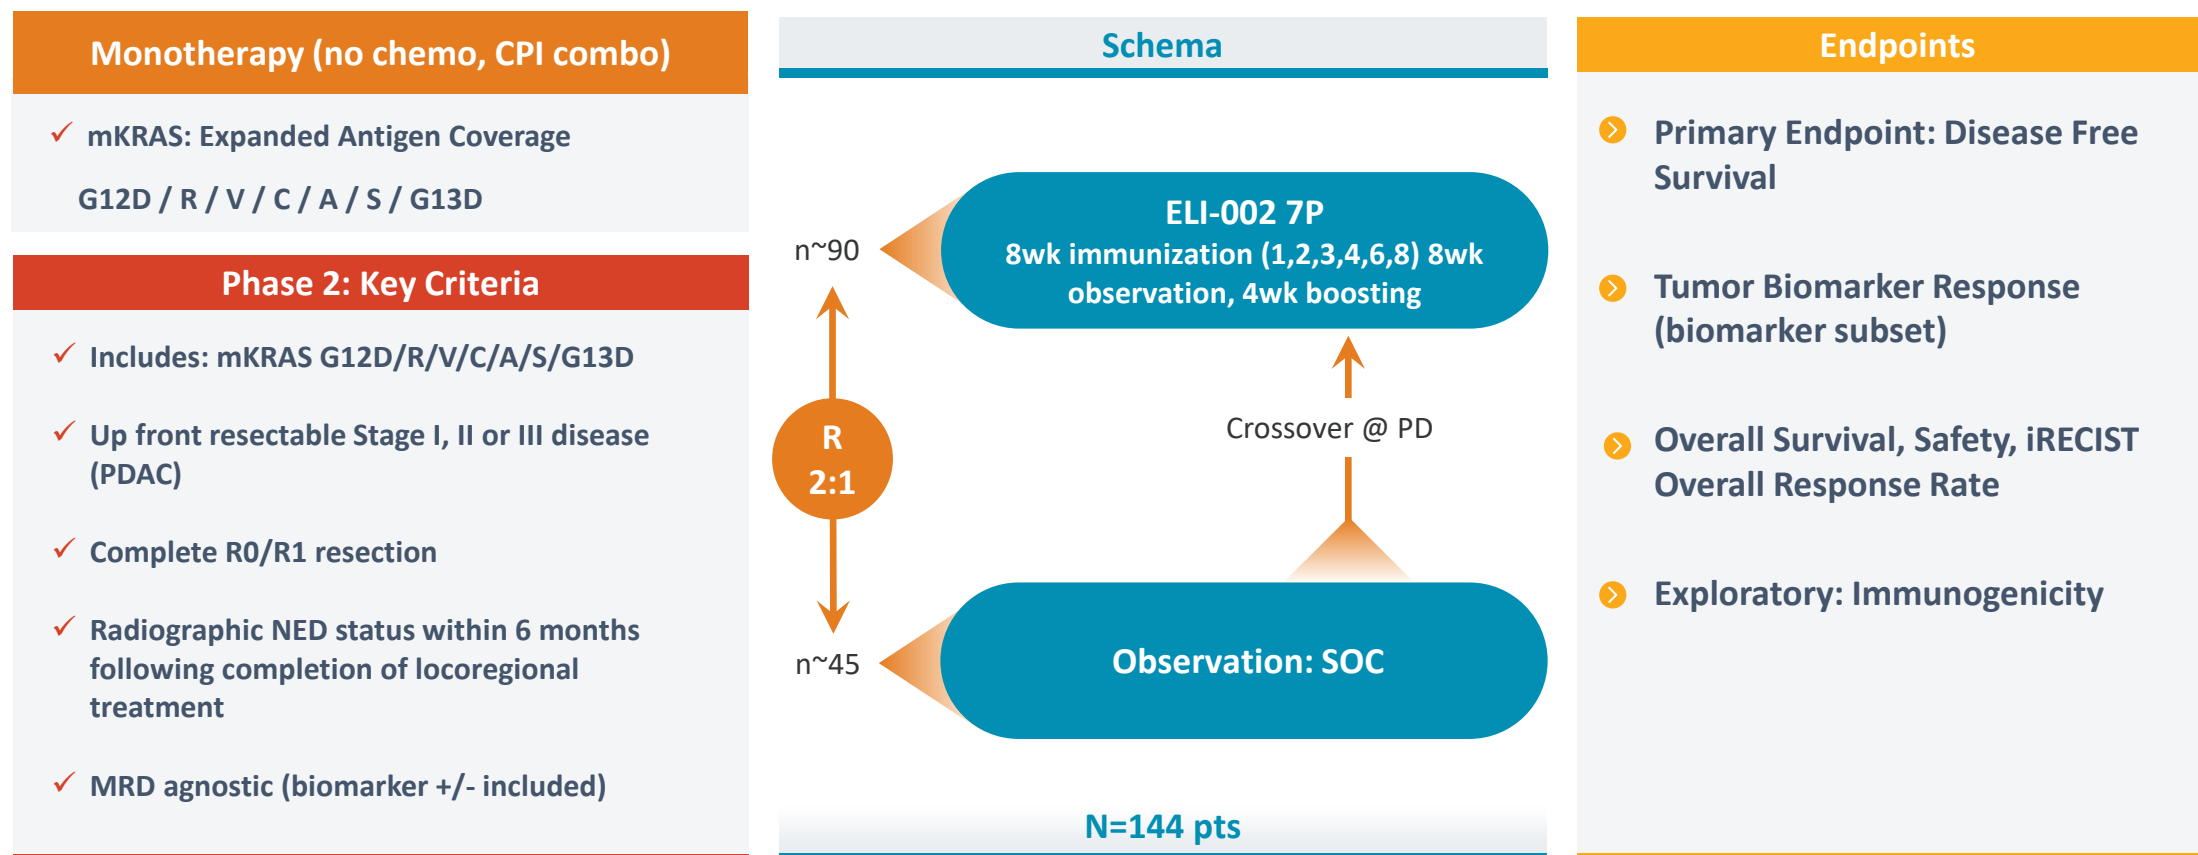 Monotherapy (no chemo, CPI combo)
mKRAS: Expanded Antigen Coverage
G12D / R / V / C / A / S / G13D
Phase 2: Key Criteria
Includes: mKRAS G12D/R/V/C/A/S/G13D
Up front resectable Stage I, II or III disease
(PDAC)
Complete R0/R1 resection
Radiographic NED status within 6 months
following completion of locoregional
treatment
MRD agnostic (biomarker +/- included)
Schema
n~90
ELI-002 7P
8wk immunization (1,2,3,4,6,8) 8wk
observation, 4wk boosting
R
2:1
Crossover @ PD
n~45
Observation: SOC
N=144 pts
Endpoints
Primary Endpoint: Disease Free
Survival
Tumor Biomarker Response
(biomarker subset)
Overall Survival, Safety, iRECIST
Overall Response Rate
Exploratory: Immunogenicity